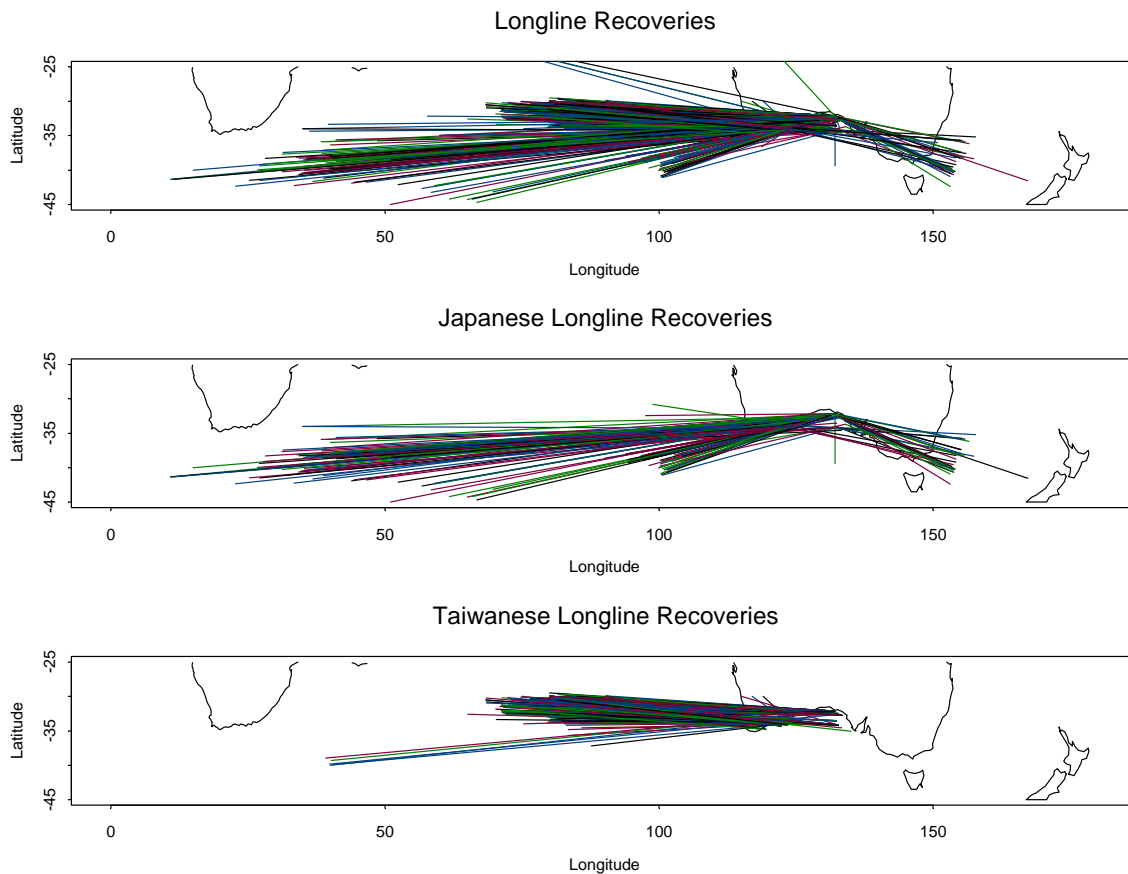 Longline Recoveries
-25
-35
-45
Latitude
0 50 100 150
Longitude
Japanese Longline Recoveries
-25
-35
-45
Latitude
0 50 100 150
Longitude
Taiwanese Longline Recoveries
-25
-35
-45
Latitude
0 50 100 150
Longitude